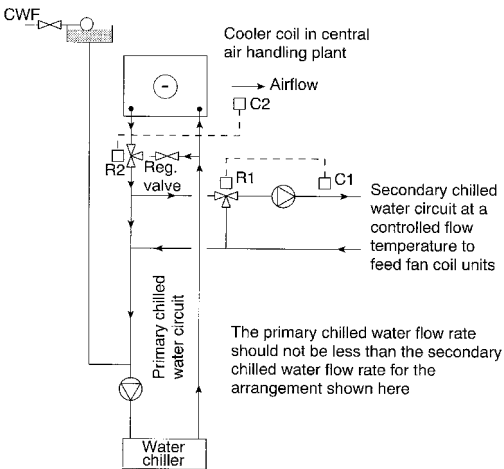 CWF
Cooler coil in central
air handling plant
Airflow
C2
R2
Reg.
valve
R1
C1
Secondary chilled
water circuit at a
controlled flow
temperature to
feed fan coil units
Primary chilled
water circuit
The primary chilled water flow rate
should not be less than the secondary
chilled water flow rate for the
arrangement shown here
Water
chiller